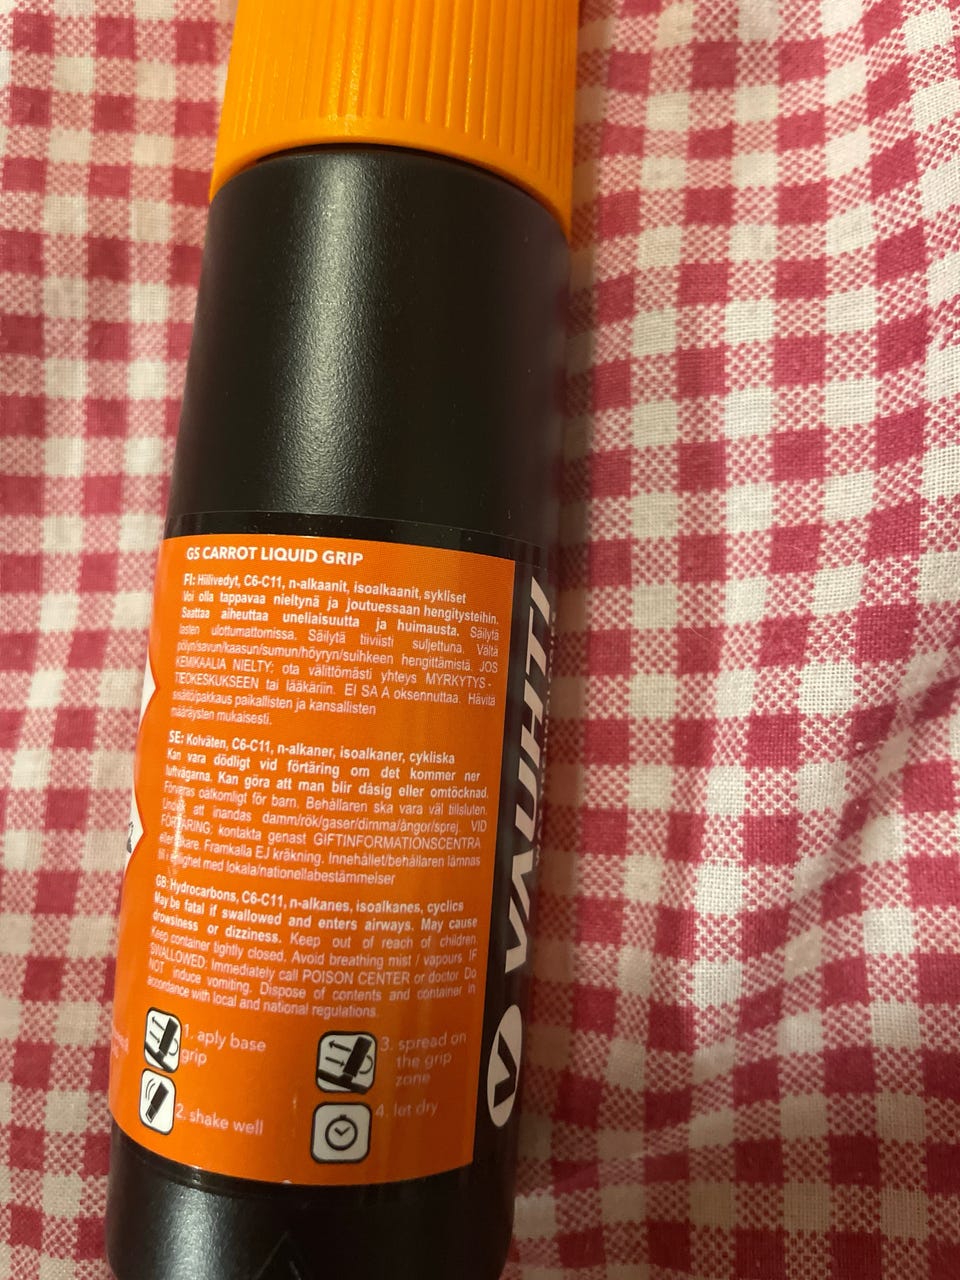 GS CARROT LIQUID GRIP
FI: Hiilivedyt, C6-C11, n-alkaanit, isoalkaanit, sykliset
Voi olla tappavaa nieltynä ja joutuessaan hengitysteihin.
Saattaa aiheuttaa uneliaisuutta ja huimausta. Säilytä
lasten ulottumattomissa. Säilytä tiiviisti suljettuna. Vältä
pölyn/savun/kaasun/sumun/höyryn/suihkeen hengittämistä. JOS
KEMIKAALIA NIELTY: ota välittömästi yhteys MYRKYTYS-
TIEOKESKUKSEEN tai lääkäriin. EI SA A oksennuttaa. Hävitä
sisältö/pakkaus paikallisten ja kansallisten
määräysten mukaisesti.
SE: Kolväten, C6-C11, n-alkaner, isoalkaner, cykliska
Kan vara dödligt vid förtäring om det kommer ner
luftvägarna. Kan göra att man blir dåsig eller omtöcknad.
Förvaras oälkomligt för barn. Behållaren ska vara väl tillsluten.
Undvik att inandas damm/rök/gaser/dimma/ångor/sprej. VID
FÖRTÄRING: kontakta genast GIFTINFORMATIONSCENTRA
eller läkare. Framkalla EJ kräkning. Innehållet/behållaren lämnas
till i enlighet med lokala/nationellabestämmelser
GB: Hydrocarbons, C6-C11, n-alkanes, isoalkanes, cyclics
May be fatal if swallowed and enters airways. May cause
drowsiness or dizziness. Keep out of reach of children.
Keep container tightly closed. Avoid breathing mist / vapours IF
SWALLOWED: Immediately call POISON CENTER or doctor Do
NOT induce vomiting. Dispose of contents and container in
accordance with local and national regulations.
1. aply base
grip
2. shake well
3. spread on
the grip
zone
4. let dry
VAUHTI